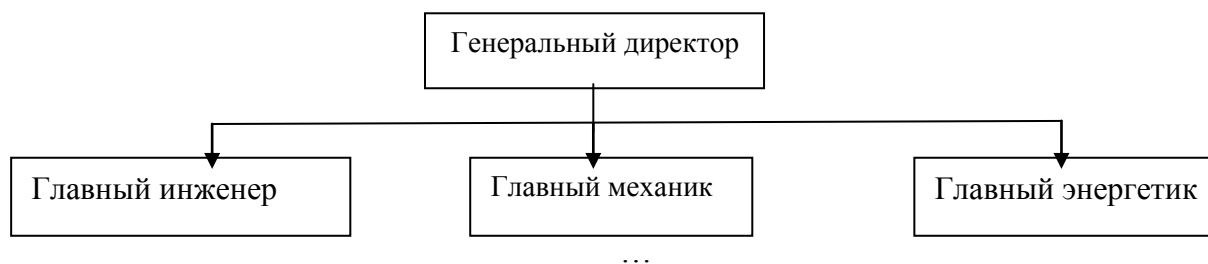 Генеральный директор
Главный инженер
Главный механик
Главный энергетик
…